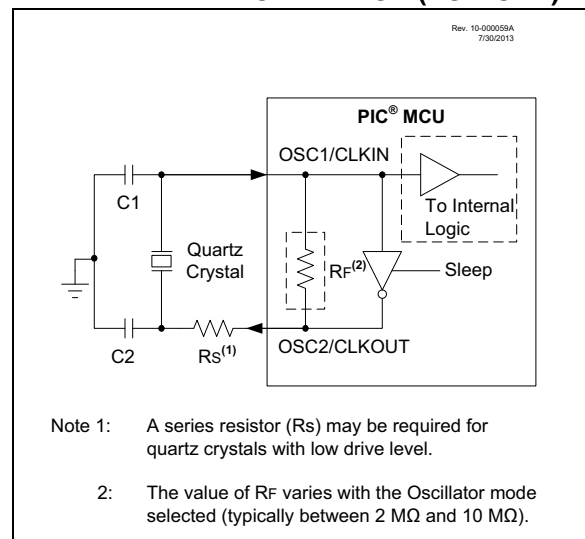 Rev. 10-000059A
7/30/2013
PIC® MCU
OSC1/CLKIN
C1
To Internal
Logic
Quartz
Crystal
RF(2)
Sleep
C2
RS(1)
OSC2/CLKOUT
Note 1: A series resistor (Rs) may be required for
quartz crystals with low drive level.
2: The value of RF varies with the Oscillator mode
selected (typically between 2 MΩ and 10 MΩ).